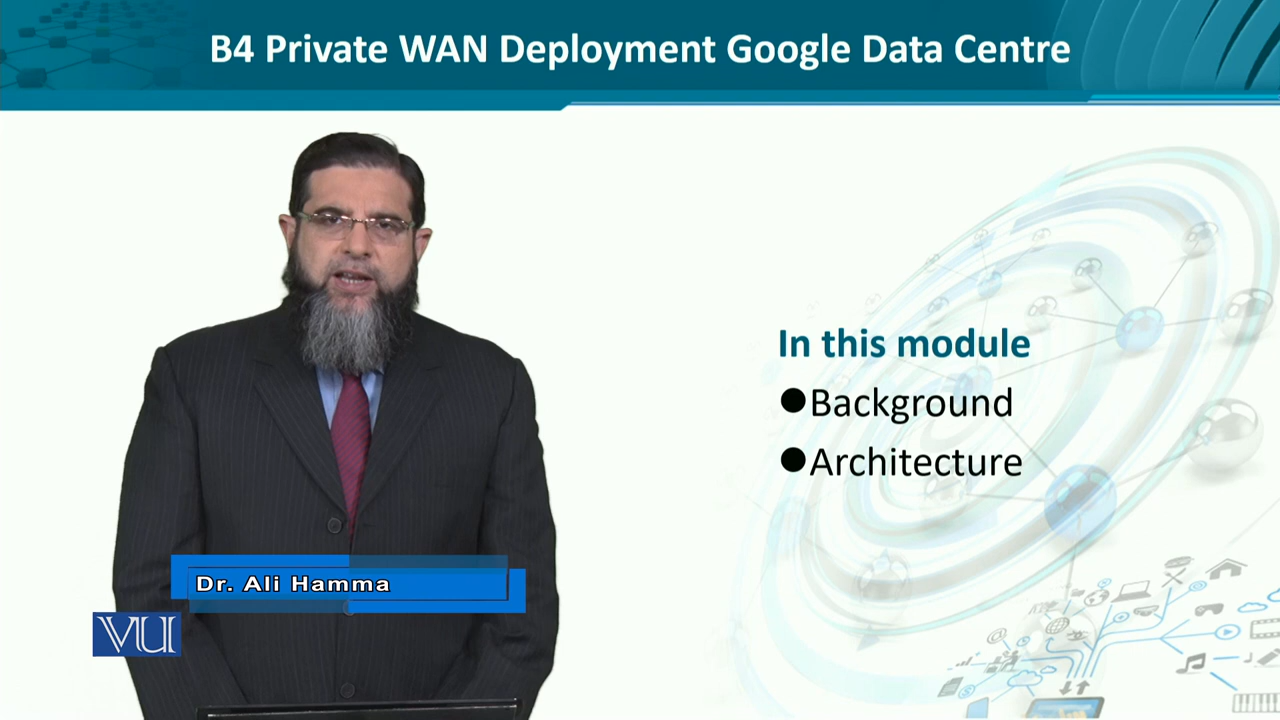 B4 Private WAN Deployment Google Data Centre
In this module
●Background
●Architecture
Dr. Ali Hamma
VU